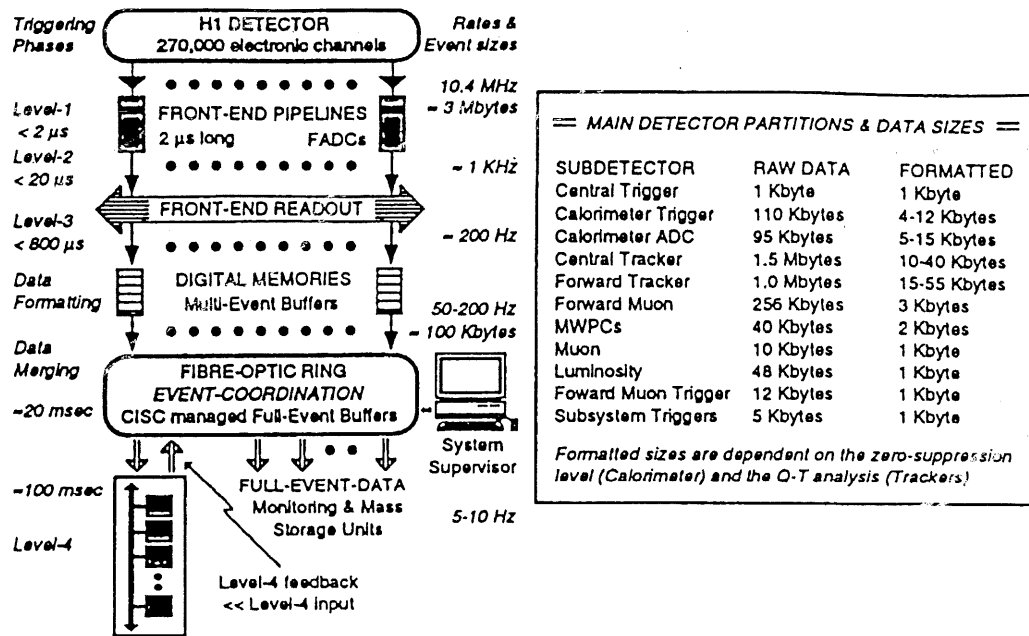 Triggering
Phases
H1 DETECTOR
270,000 electronic channels
Rates &
Event sizes
10.4 MHz
~ 3 Mbytes
Level-1
< 2 µs
FRONT-END PIPELINES
2 µs long FADCs
Level-2
< 20 µs
~ 1 KHz
FRONT-END READOUT
Level-3
< 800 µs
~ 200 Hz
Data
Formatting
DIGITAL MEMORIES
Multi-Event Buffers
50-200 Hz
~ 100 Kbytes
Data
Merging
FIBRE-OPTIC RING
EVENT-COORDINATION
CISC managed Full-Event Buffers
~20 msec
System
Supervisor
~100 msec
FULL-EVENT-DATA
Monitoring & Mass
Storage Units
5-10 Hz
Level-4
Level-4 feedback
<< Level-4 input
MAIN DETECTOR PARTITIONS & DATA SIZES
SUBDETECTOR RAW DATA FORMATTED
Central Trigger 1 Kbyte 1 Kbyte
Calorimeter Trigger 110 Kbytes 4-12 Kbytes
Calorimeter ADC 95 Kbytes 5-15 Kbytes
Central Tracker 1.5 Mbytes 10-40 Kbytes
Forward Tracker 1.0 Mbytes 15-55 Kbytes
Forward Muon 256 Kbytes 3 Kbytes
MWPCs 40 Kbytes 2 Kbytes
Muon 10 Kbytes 1 Kbyte
Luminosity 48 Kbytes 1 Kbyte
Foward Muon Trigger 12 Kbytes 1 Kbyte
Subsystem Triggers 5 Kbytes 1 Kbyte
Formatted sizes are dependent on the zero-suppression
level (Calorimeter) and the Q-T analysis (Trackers)